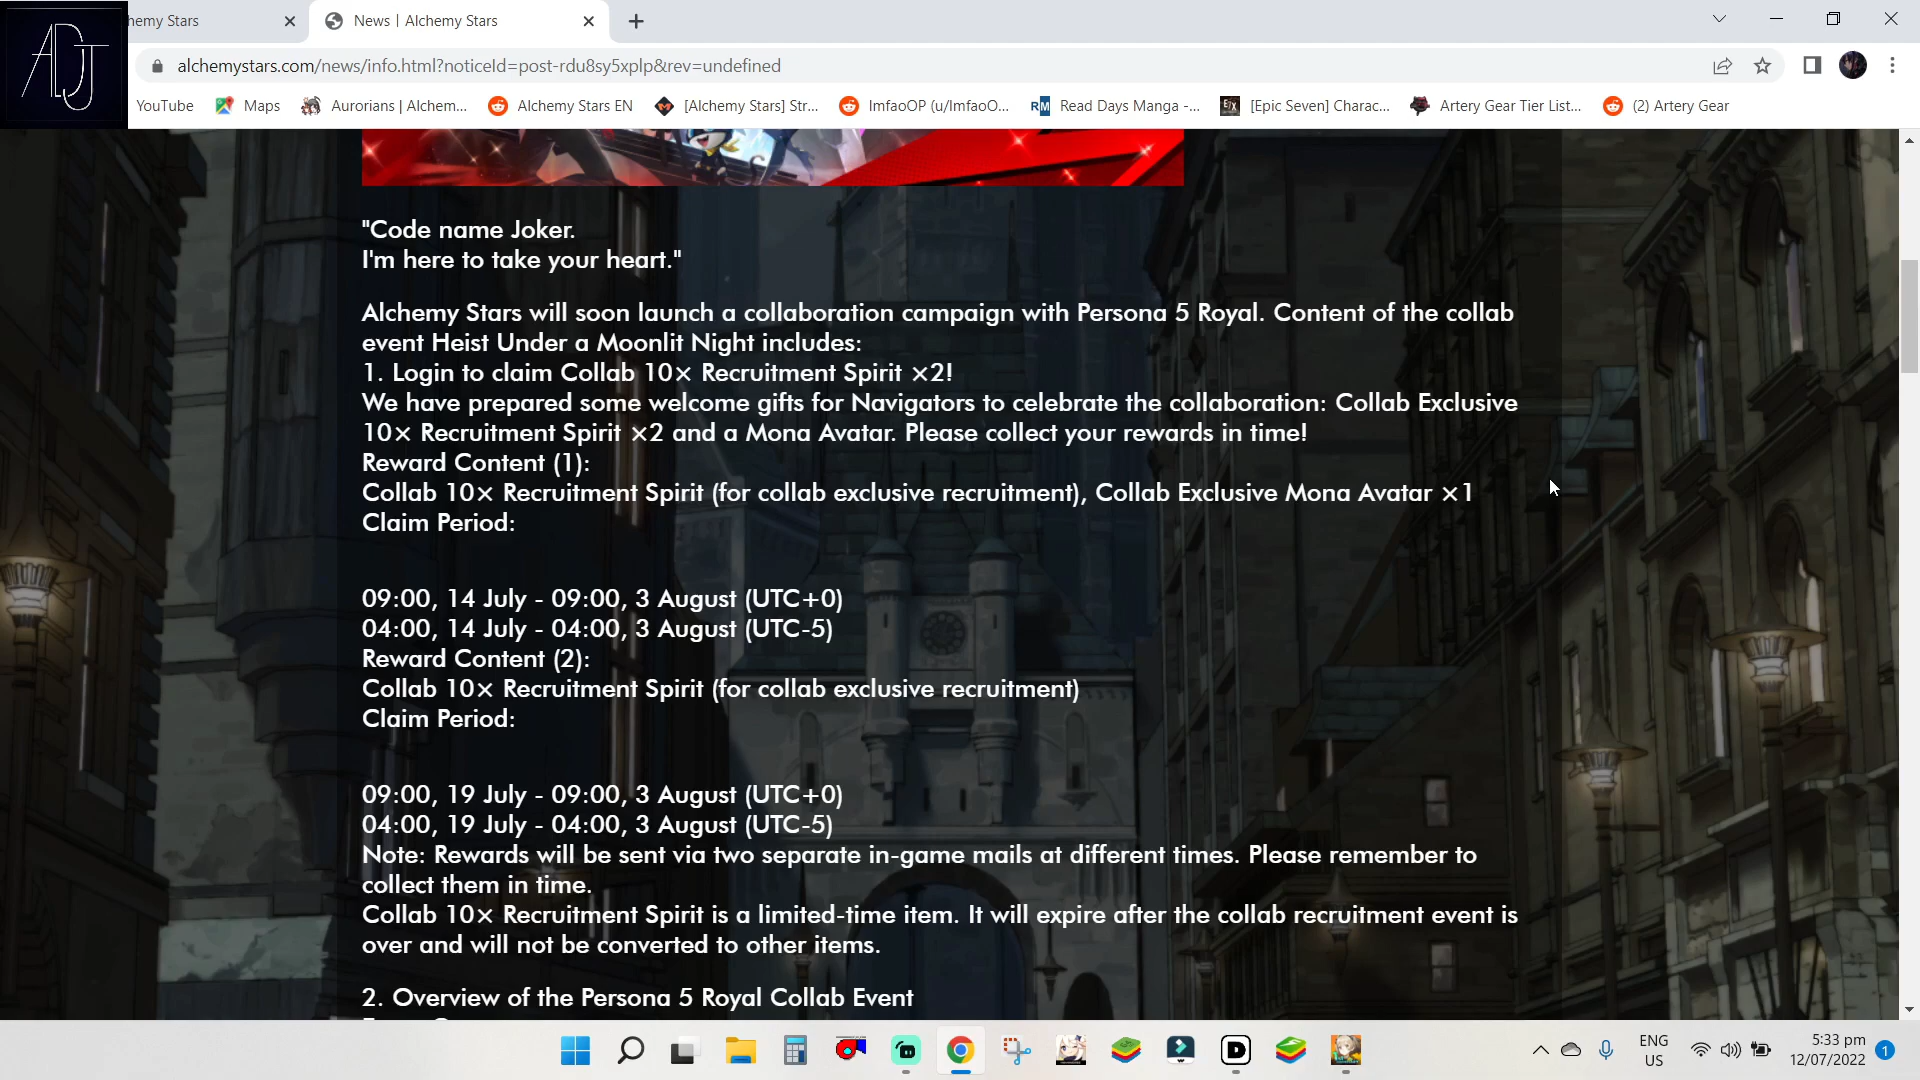 hemy Stars
News | Alchemy Stars
alchemystars.com/news/info.html?noticeId=post-rdu8sy5xplp&rev=undefined
ADJ
YouTube
Maps
Aurorians | Alchem...
Alchemy Stars EN
[Alchemy Stars] Str...
ImfaoOP (u/ImfaoO...
RM
Read Days Manga -...
E7X
[Epic Seven] Charac...
Artery Gear Tier List...
(2) Artery Gear
"Code name Joker.
I'm here to take your heart."
Alchemy Stars will soon launch a collaboration campaign with Persona 5 Royal. Content of the collab
event Heist Under a Moonlit Night includes:
1. Login to claim Collab 10× Recruitment Spirit ×2!
We have prepared some welcome gifts for Navigators to celebrate the collaboration: Collab Exclusive
10× Recruitment Spirit ×2 and a Mona Avatar. Please collect your rewards in time!
Reward Content (1):
Collab 10× Recruitment Spirit (for collab exclusive recruitment), Collab Exclusive Mona Avatar ×1
Claim Period:
09:00, 14 July - 09:00, 3 August (UTC+0)
04:00, 14 July - 04:00, 3 August (UTC-5)
Reward Content (2):
Collab 10× Recruitment Spirit (for collab exclusive recruitment)
Claim Period:
09:00, 19 July - 09:00, 3 August (UTC+0)
04:00, 19 July - 04:00, 3 August (UTC-5)
Note: Rewards will be sent via two separate in-game mails at different times. Please remember to
collect them in time.
Collab 10× Recruitment Spirit is a limited-time item. It will expire after the collab recruitment event is
over and will not be converted to other items.
2. Overview of the Persona 5 Royal Collab Event
D
ENG
US
5:33 pm
12/07/2022
1